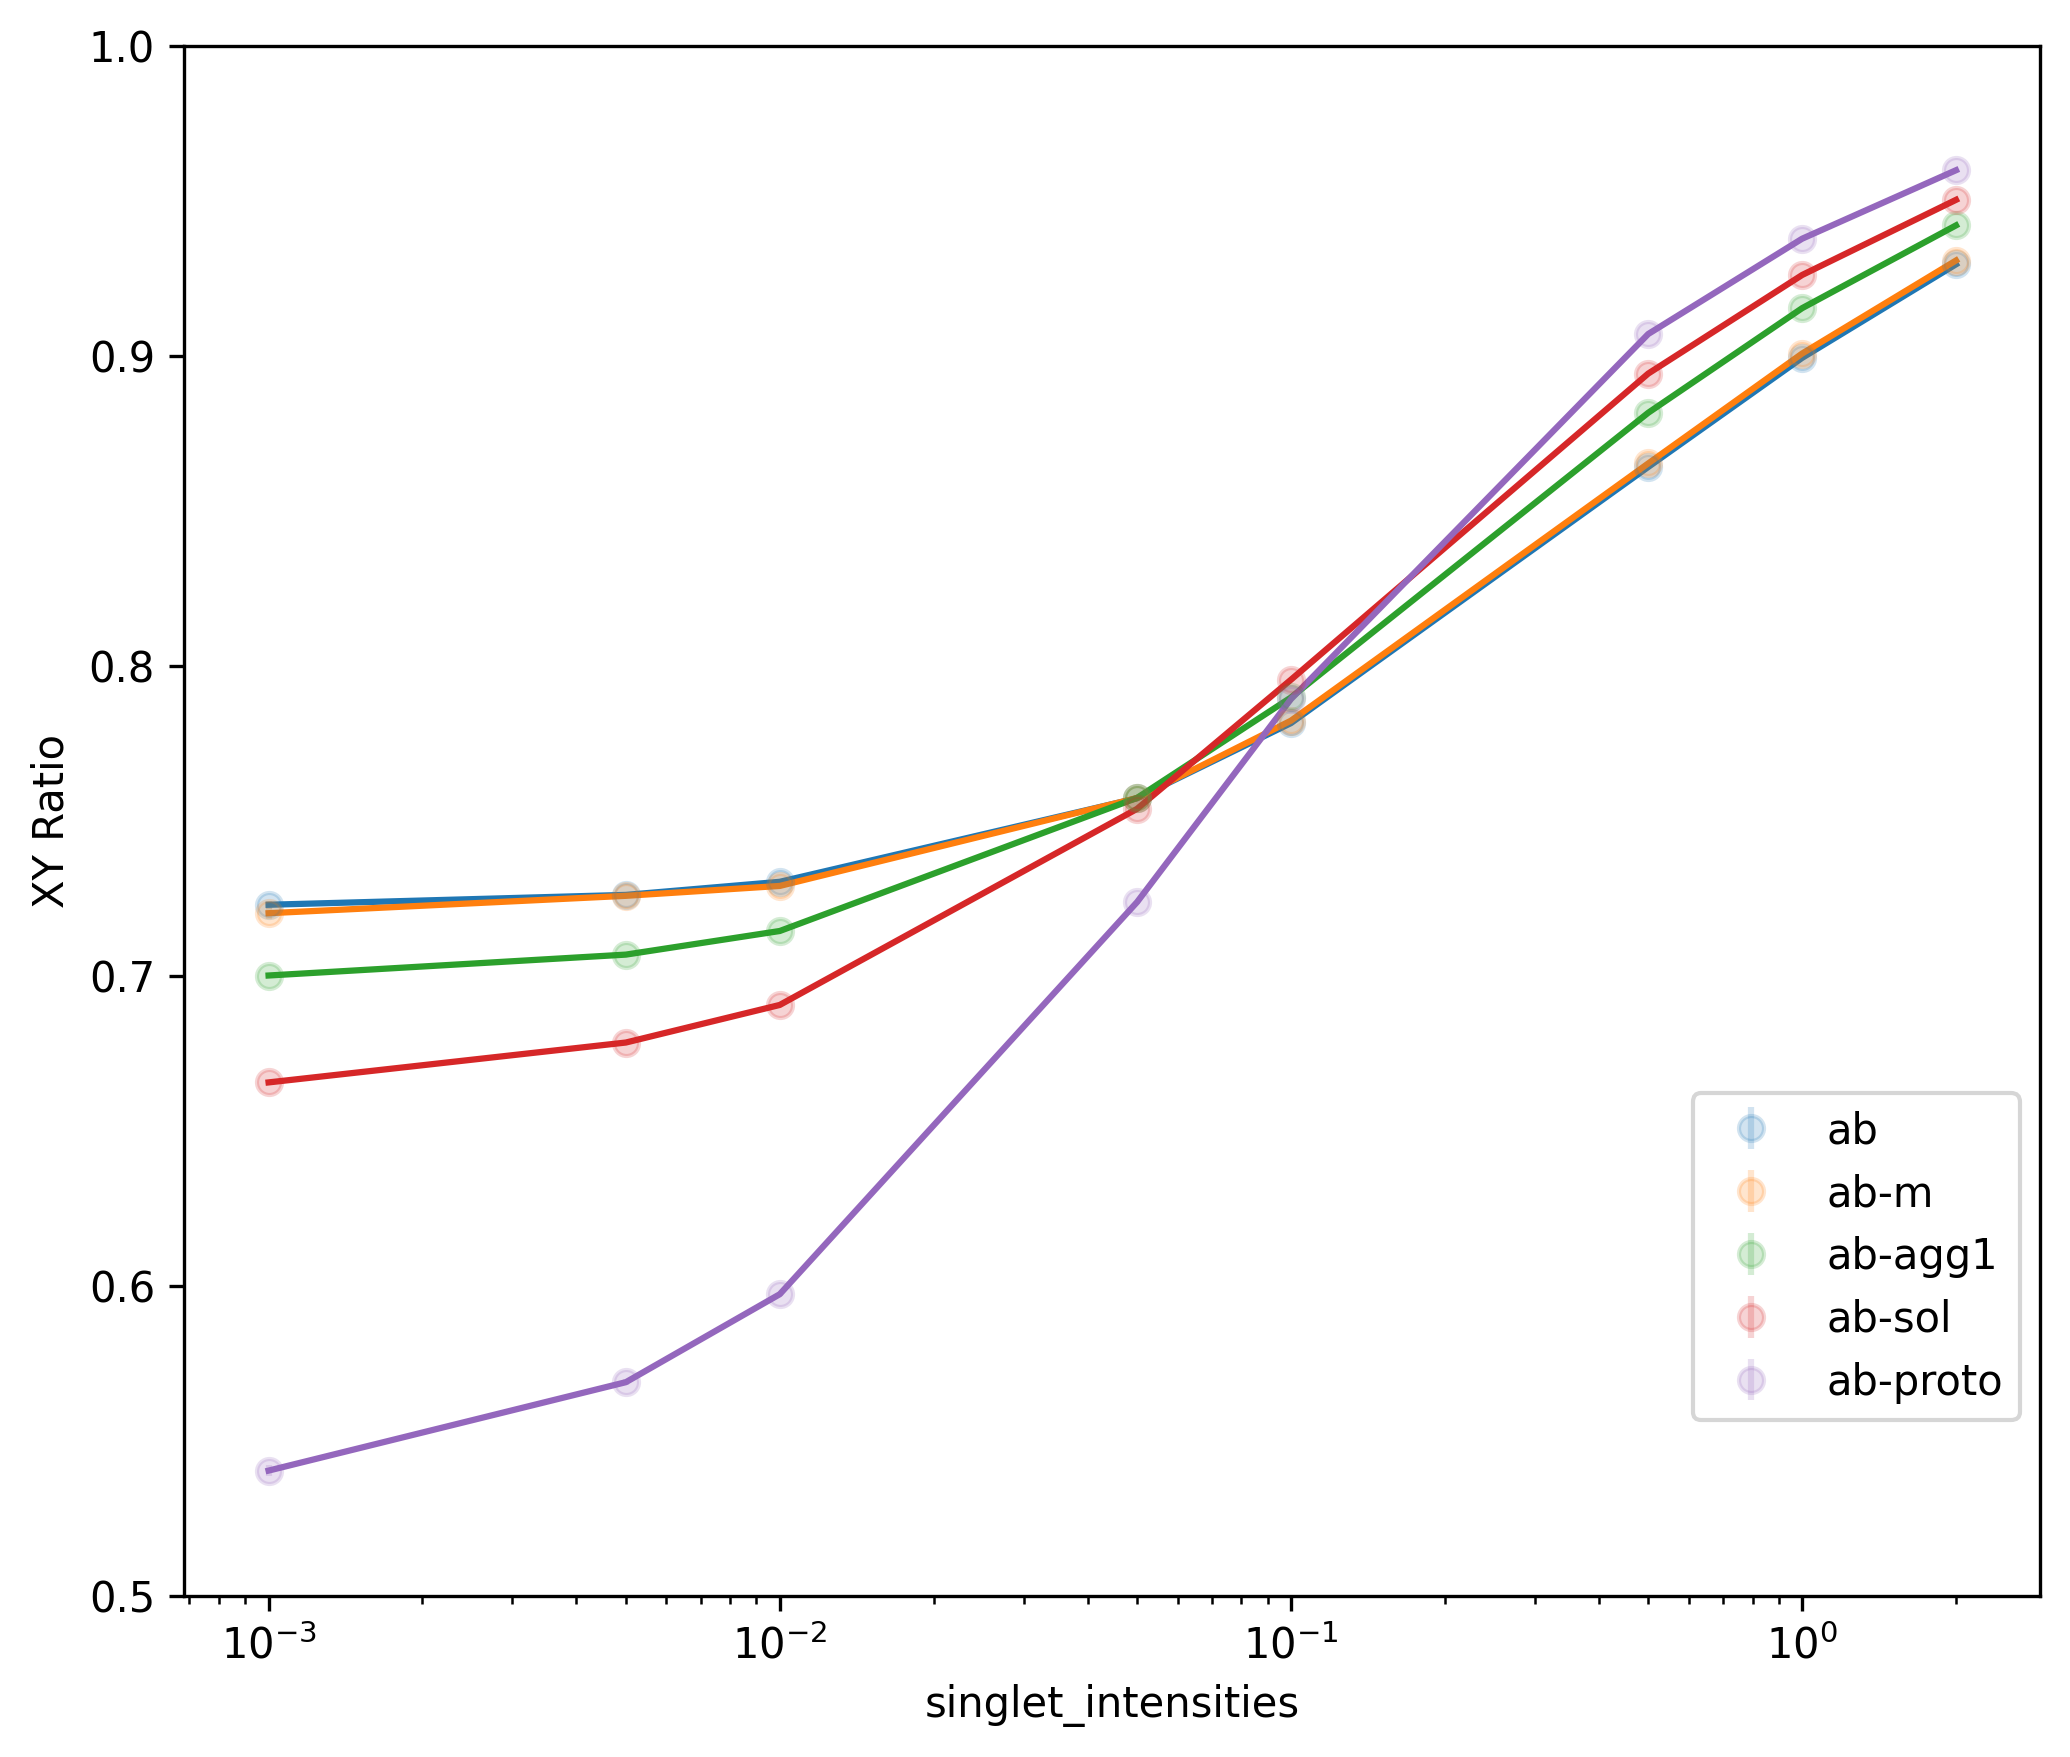 1.0
0.9
0.8
0.7
0.6
0.5
XY Ratio
10⁻³ 10⁻² 10⁻¹ 10⁰
singlet_intensities
ab
ab-m
ab-agg1
ab-sol
ab-proto